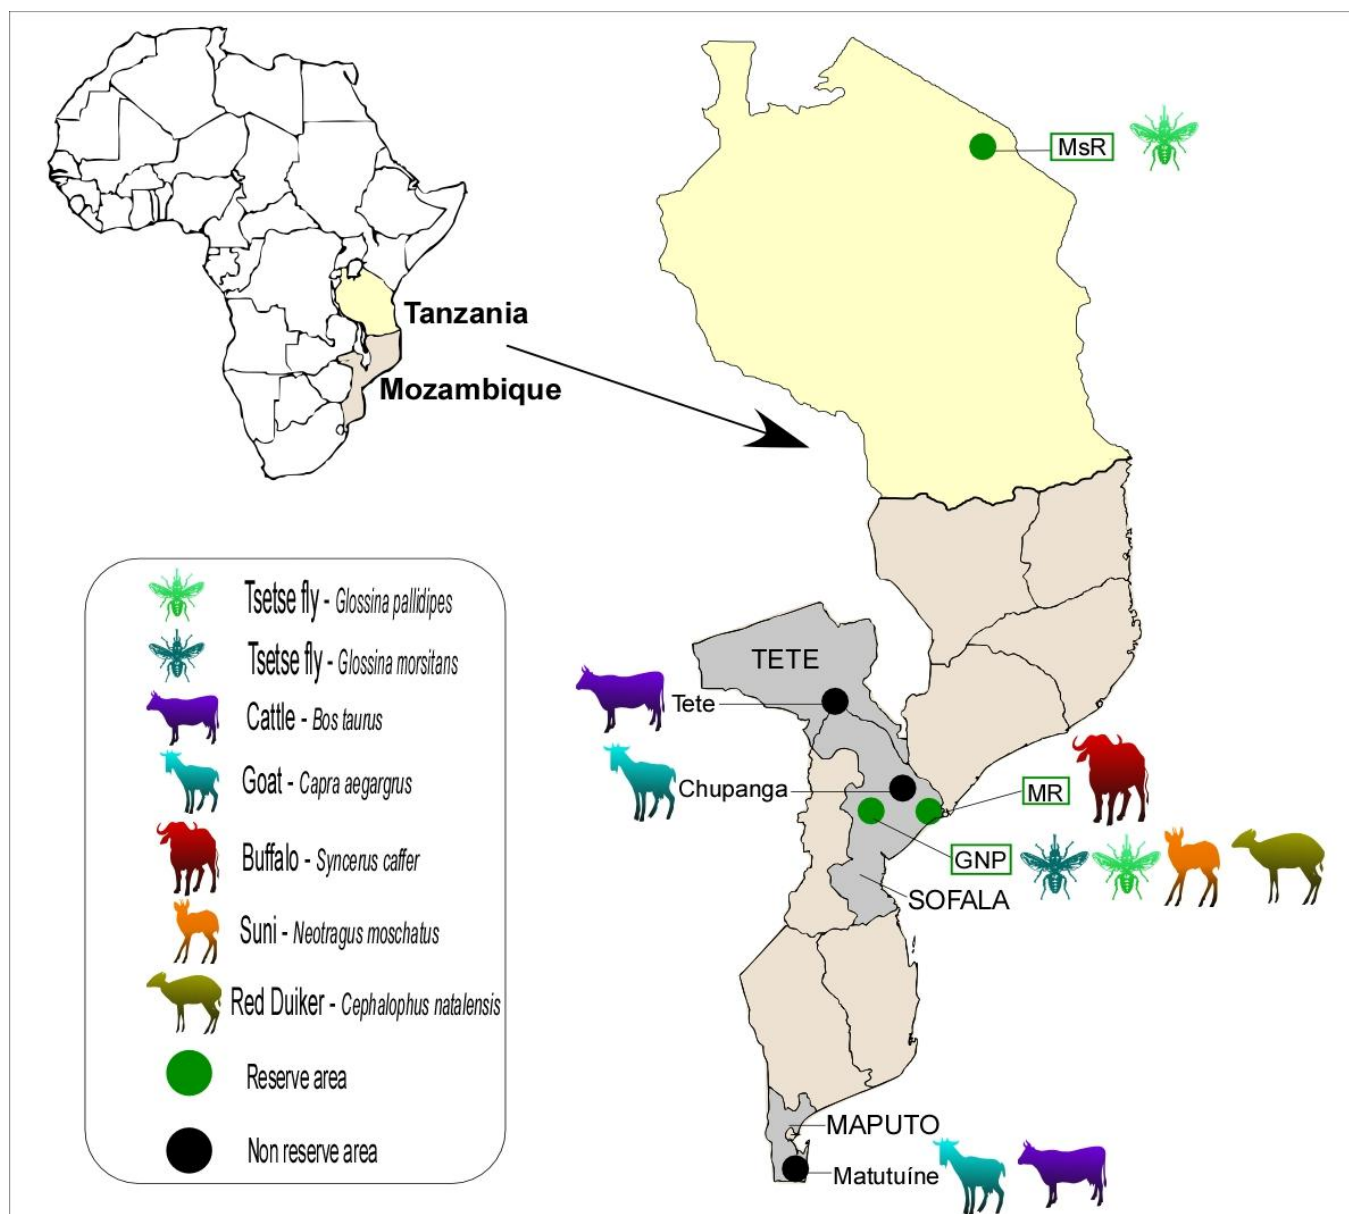 MsR
Tanzania
Mozambique
Tsetse fly - Glossina pallidipes
Tsetse fly - Glossina morsitans
Cattle - Bos taurus
Goat - Capra aegargrus
Buffalo - Syncerus caffer
Suni - Neotragus moschatus
Red Duiker - Cephalophus natalensis
Reserve area
Non reserve area
TETE
Tete
Chupanga
MR
GNP
SOFALA
MAPUTO
Matutuíne